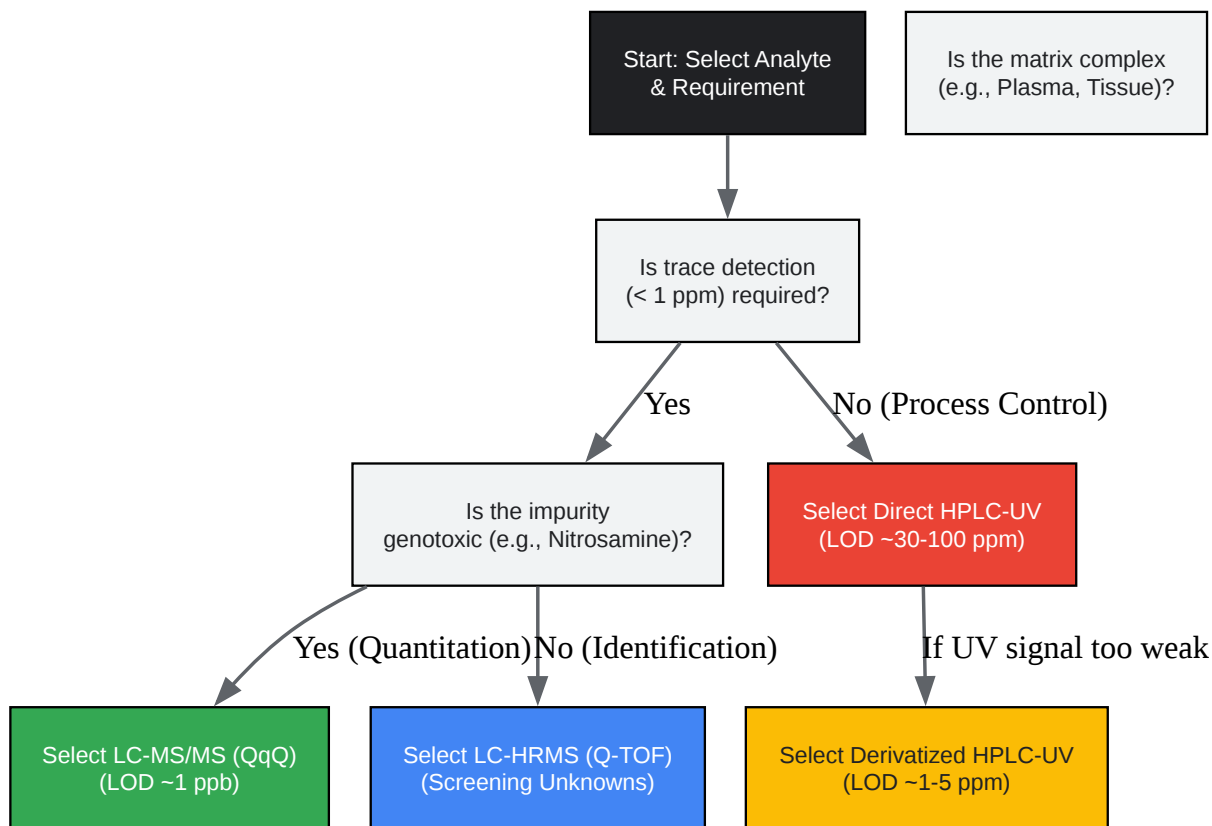 Start: Select Analyte
& Requirement
Is the matrix complex
(e.g., Plasma, Tissue)?
Is trace detection
(< 1 ppm) required?
Yes
No (Process Control)
Is the impurity
genotoxic (e.g., Nitrosamine)?
Select Direct HPLC-UV
(LOD ~30-100 ppm)
Yes (Quantitation)
No (Identification)
If UV signal too weak
Select LC-MS/MS (QqQ)
(LOD ~1 ppb)
Select LC-HRMS (Q-TOF)
(Screening Unknowns)
Select Derivatized HPLC-UV
(LOD ~1-5 ppm)